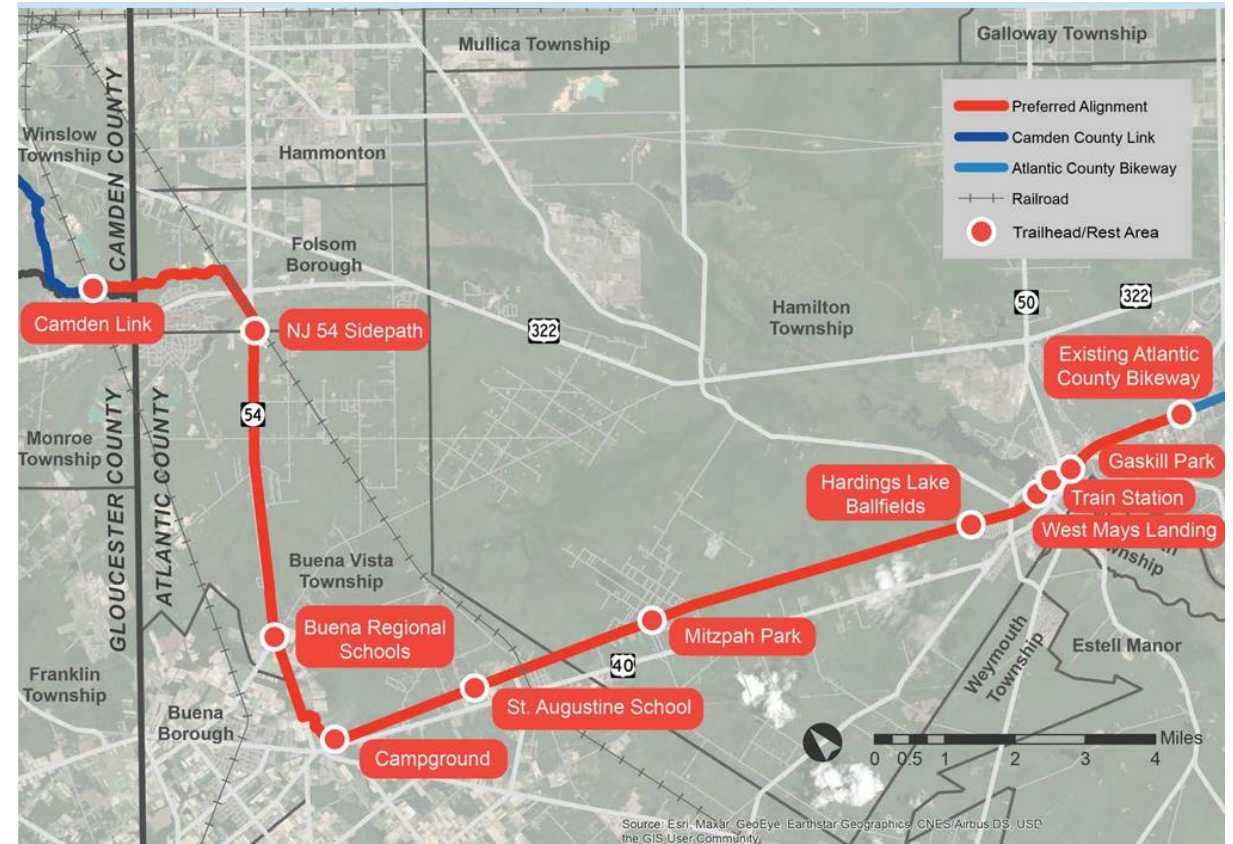 Mullica Township
Galloway Township
Preferred Alignment
Camden County Link
Atlantic County Bikeway
Railroad
Trailhead/Rest Area
Winslow
Township
CAMDEN COUNTY
Hammonton
Folsom
Borough
Hamilton
Township
Camden Link
NJ 54 Sidepath
322
50
322
Existing Atlantic
County Bikeway
54
Monroe
Township
GLOUCESTER COUNTY
ATLANTIC COUNTY
Gaskill Park
Hardings Lake
Ballfields
Train Station
West Mays Landing
Township
Buena Vista
Township
Buena Regional
Schools
Mitzpah Park
40
Weymouth
Township
Estell Manor
Franklin
Township
Buena
Borough
St. Augustine School
Campground
Miles
0 0.5 1 2 3 4
Source: Esri, Maxar, GeoEye, Earthstar Geographics, CNES/Airbus DS, USD
the GIS User Community